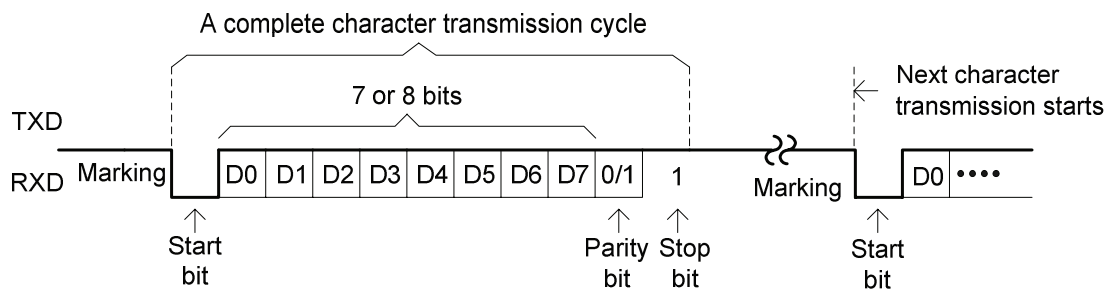 A complete character transmission cycle
7 or 8 bits
Next character
transmission starts
TXD
RXD
Marking
D0 D1 D2 D3 D4 D5 D6 D7 0/1 1
Marking
D0 ••••
Start
bit
Parity
bit
Stop
bit
Start
bit